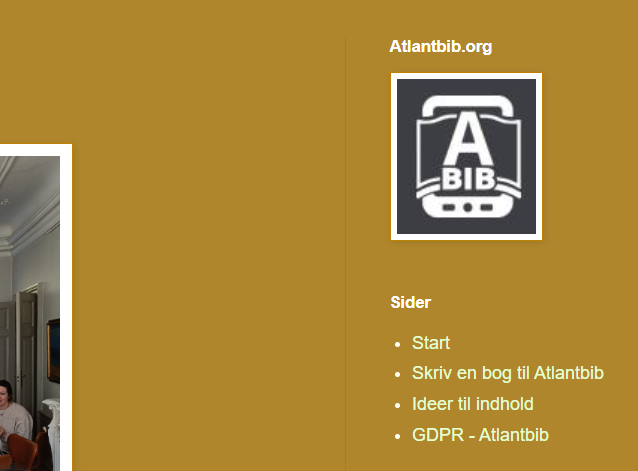 Atlantbib.org
A
BIB
Sider
Start
Skriv en bog til Atlantbib
Ideer til indhold
GDPR - Atlantbib